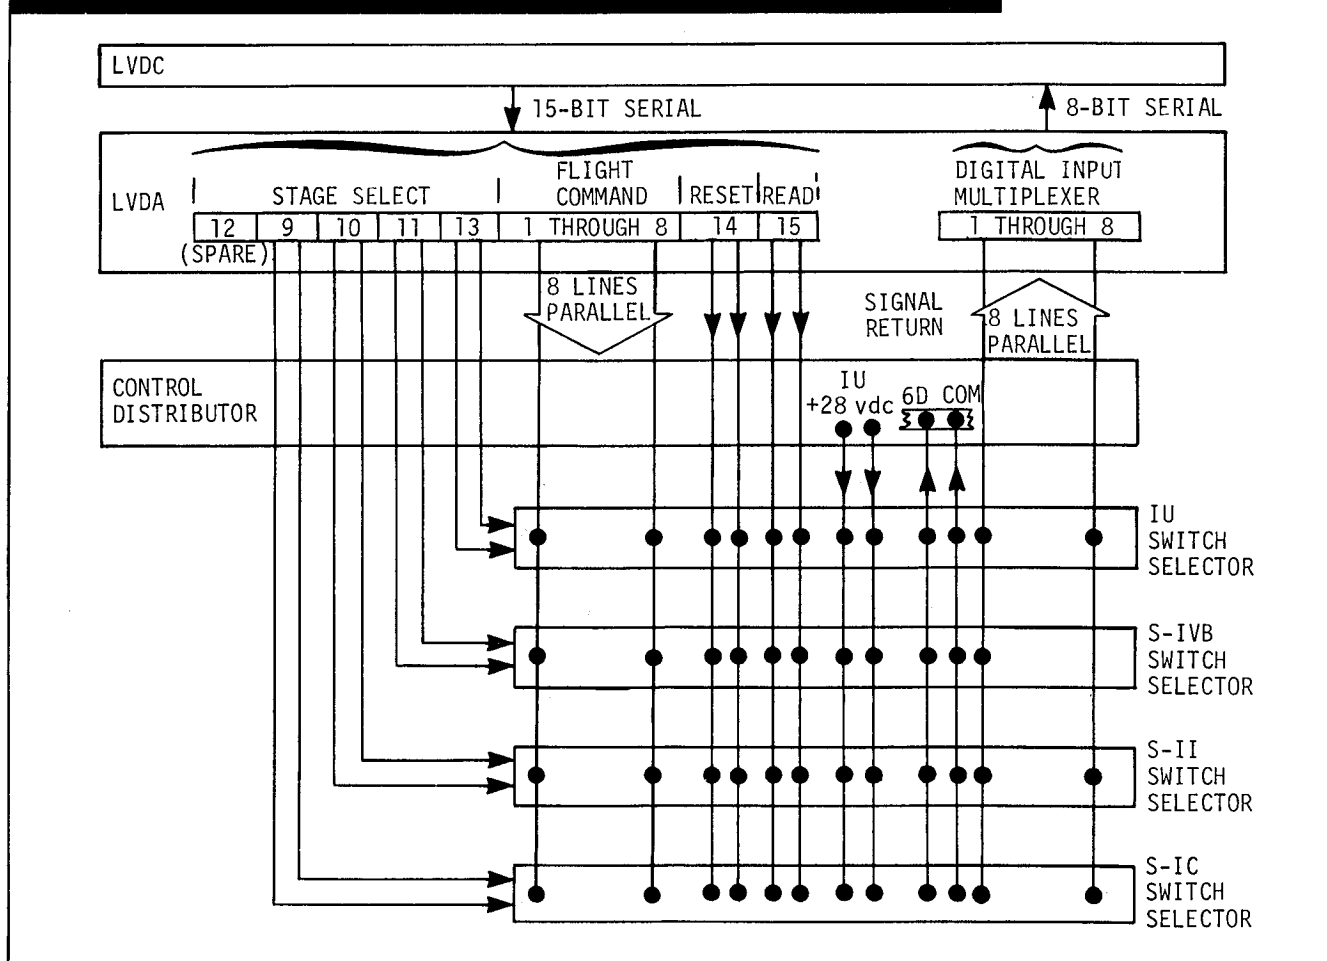 LVDC
15-BIT SERIAL
8-BIT SERIAL
LVDA
STAGE SELECT
FLIGHT
COMMAND
RESET
READ
DIGITAL INPUT
MULTIPLEXER
12
9
10
11
13
1 THROUGH 8
14
15
1 THROUGH 8
(SPARE)
8 LINES
PARALLEL
SIGNAL
RETURN
8 LINES
PARALLEL
CONTROL
DISTRIBUTOR
IU
+28 vdc
6D COM
IU
SWITCH
SELECTOR
S-IVB
SWITCH
SELECTOR
S-II
SWITCH
SELECTOR
S-IC
SWITCH
SELECTOR